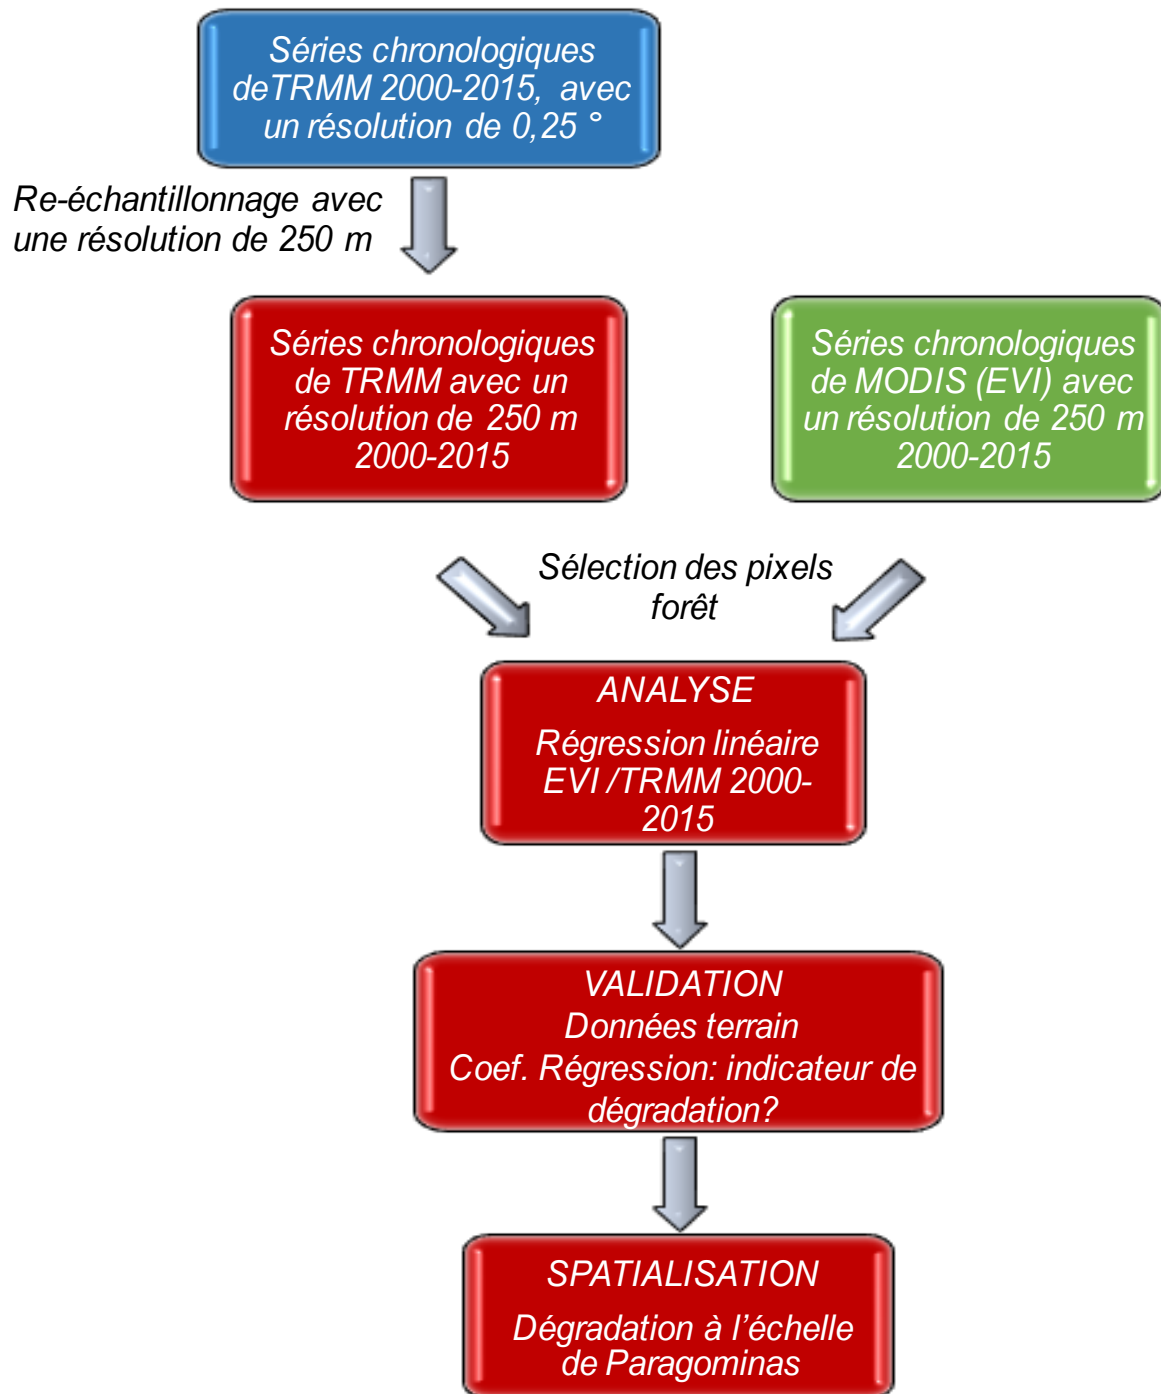 Séries chronologiques
deTRMM 2000-2015, avec
un résolution de 0,25 °
Re-échantillonnage avec
une résolution de 250 m
Séries chronologiques
de TRMM avec un
résolution de 250 m
2000-2015
Séries chronologiques
de MODIS (EVI) avec
un résolution de 250 m
2000-2015
Sélection des pixels
forêt
ANALYSE
Régression linéaire
EVI /TRMM 2000-
2015
VALIDATION
Données terrain
Coef. Régression: indicateur de
dégradation?
SPATIALISATION
Dégradation à l’échelle
de Paragominas